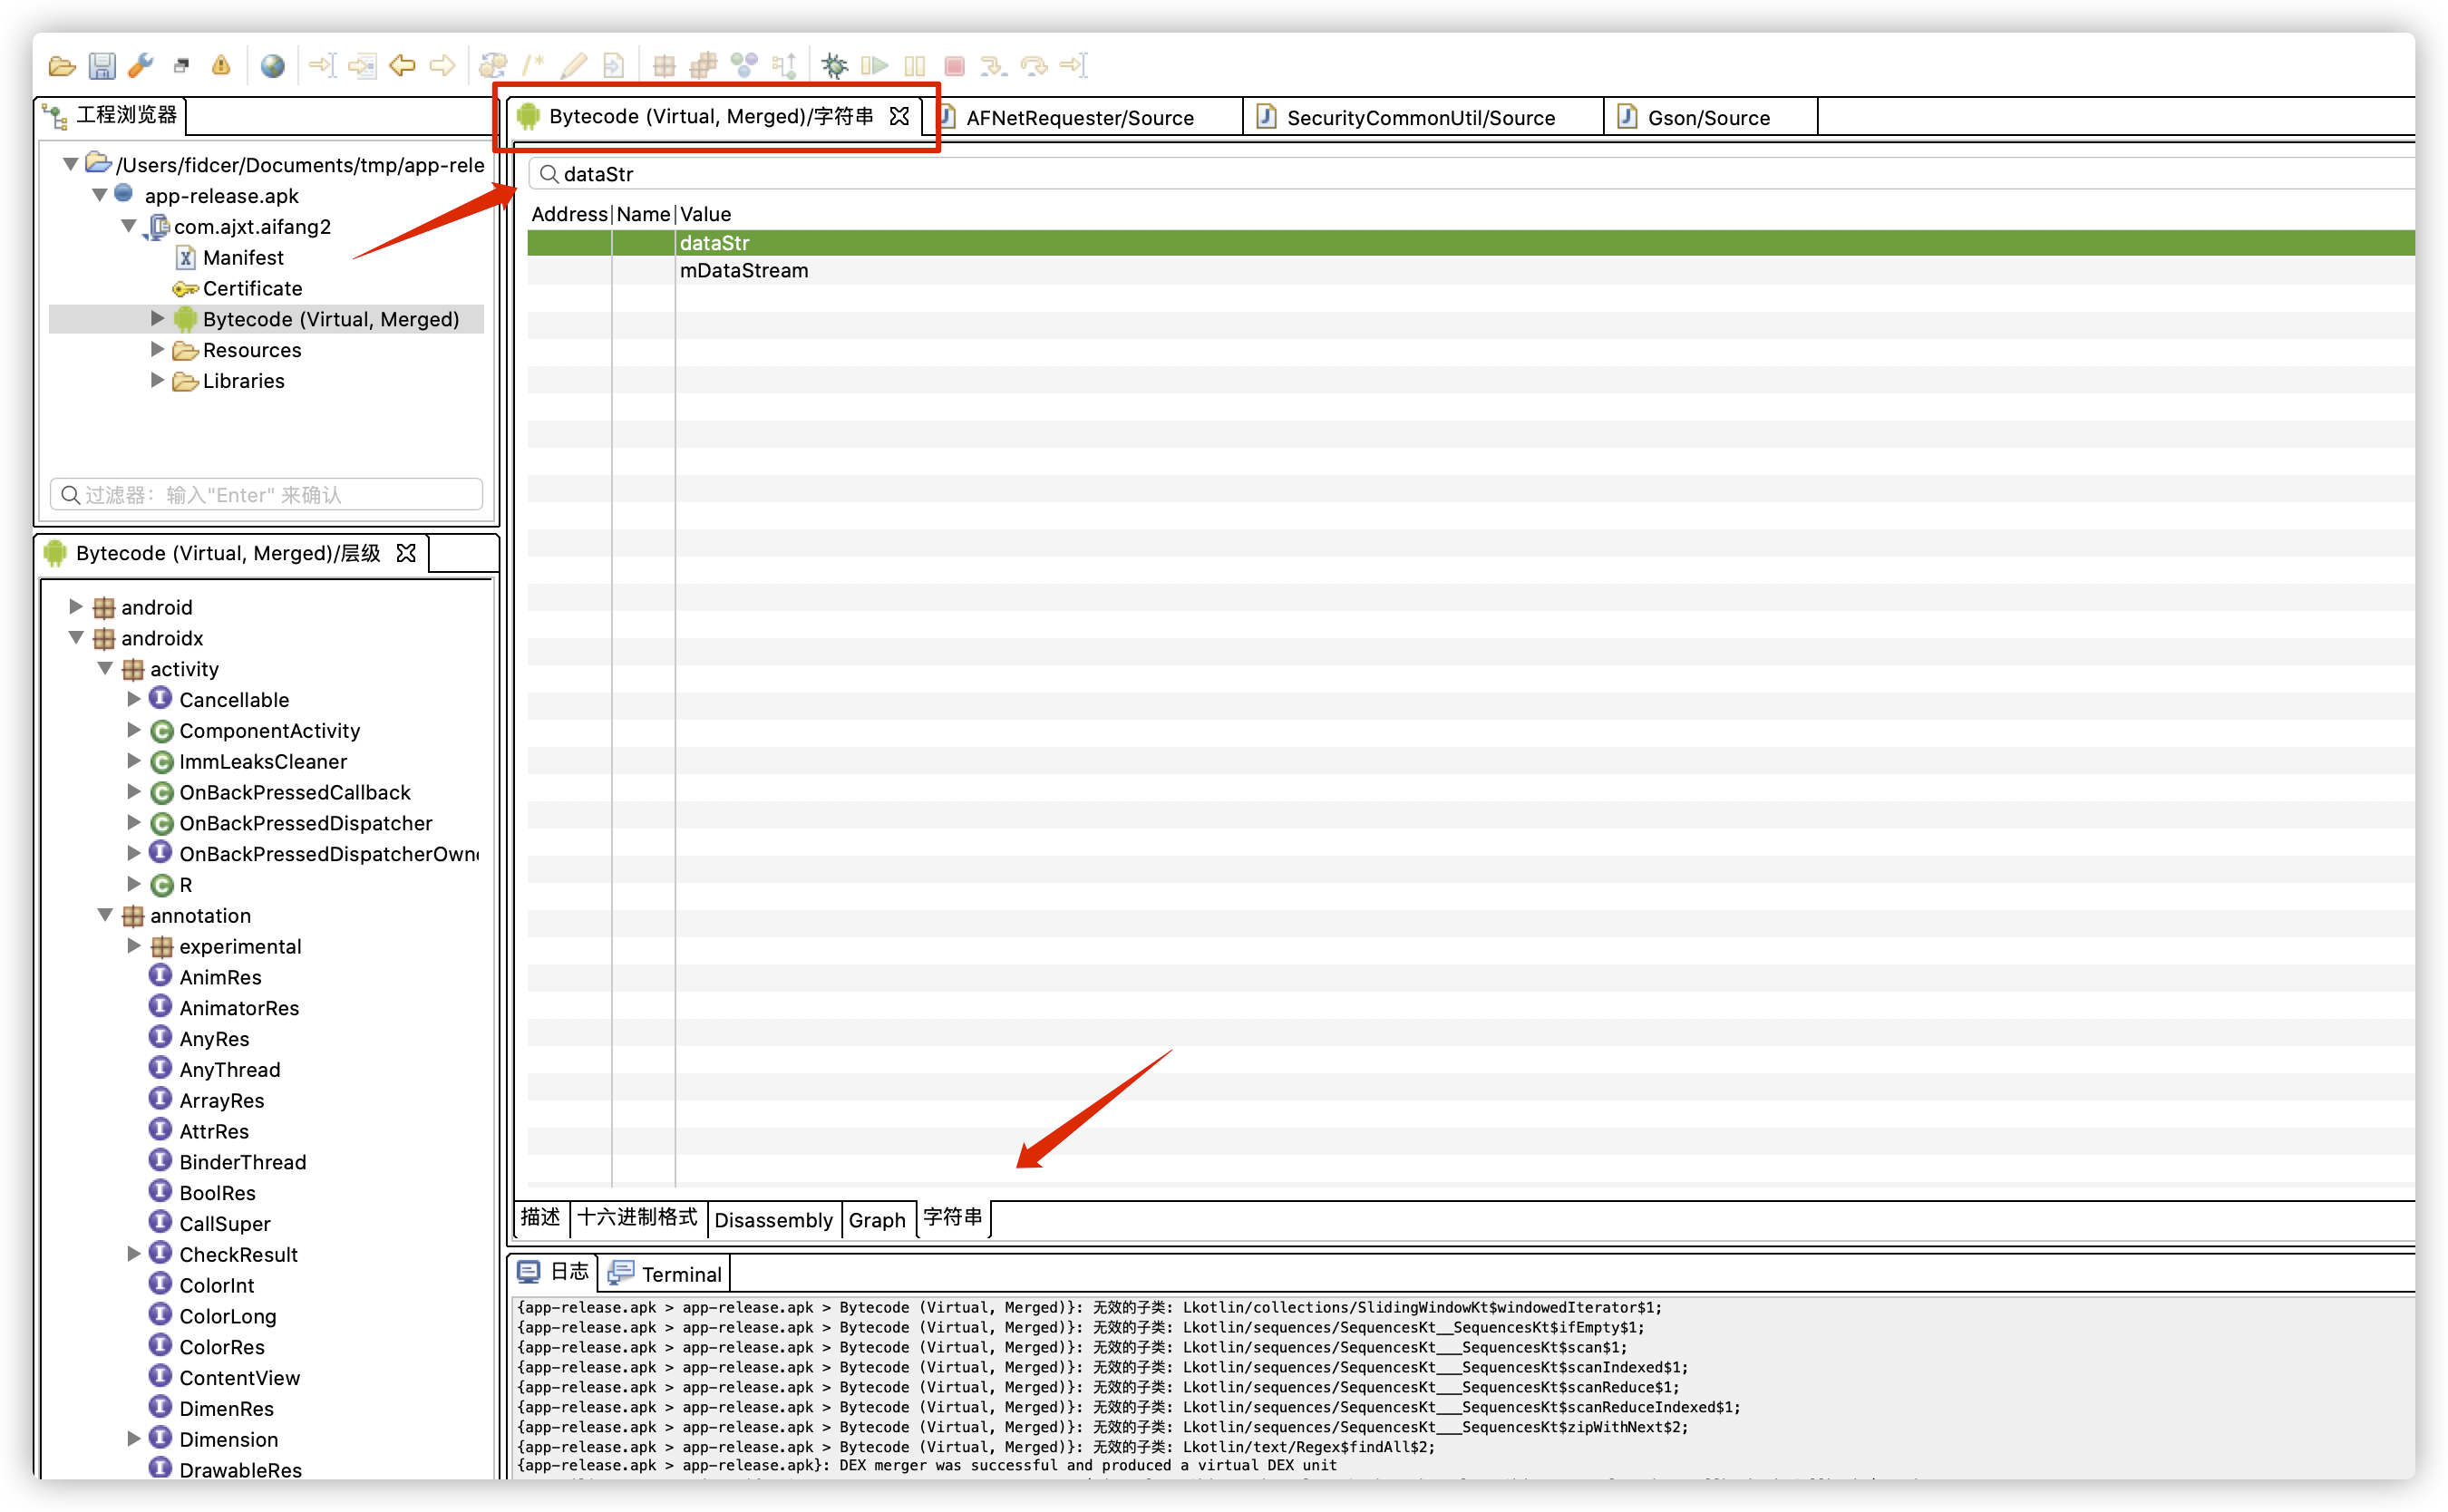 工程浏览器
/Users/fidcer/Documents/tmp/app-rele
app-release.apk
com.ajxt.aifang2
Manifest
Certificate
Bytecode (Virtual, Merged)
Resources
Libraries
过滤器：输入"Enter" 来确认
Bytecode (Virtual, Merged)/层级
android
androidx
activity
Cancellable
ComponentActivity
ImmLeaksCleaner
OnBackPressedCallback
OnBackPressedDispatcher
OnBackPressedDispatcherOwn
R
annotation
experimental
AnimRes
AnimatorRes
AnyRes
AnyThread
ArrayRes
AttrRes
BinderThread
BoolRes
CallSuper
CheckResult
ColorInt
ColorLong
ColorRes
ContentView
DimenRes
Dimension
DrawableRes
Bytecode (Virtual, Merged)/字符串 AFNetRequester/Source SecurityCommonUtil/Source Gson/Source
dataStr
Address Name Value
dataStr
mDataStream
描述 十六进制格式 Disassembly Graph 字符串
日志 Terminal
{app-release.apk > app-release.apk > Bytecode (Virtual, Merged)}: 无效的子类: Lkotlin/collections/SlidingWindowKt$windowedIterator$1;
{app-release.apk > app-release.apk > Bytecode (Virtual, Merged)}: 无效的子类: Lkotlin/sequences/SequencesKt__SequencesKt$ifEmpty$1;
{app-release.apk > app-release.apk > Bytecode (Virtual, Merged)}: 无效的子类: Lkotlin/sequences/SequencesKt___SequencesKt$scan$1;
{app-release.apk > app-release.apk > Bytecode (Virtual, Merged)}: 无效的子类: Lkotlin/sequences/SequencesKt___SequencesKt$scanIndexed$1;
{app-release.apk > app-release.apk > Bytecode (Virtual, Merged)}: 无效的子类: Lkotlin/sequences/SequencesKt___SequencesKt$scanReduce$1;
{app-release.apk > app-release.apk > Bytecode (Virtual, Merged)}: 无效的子类: Lkotlin/sequences/SequencesKt___SequencesKt$scanReduceIndexed$1;
{app-release.apk > app-release.apk > Bytecode (Virtual, Merged)}: 无效的子类: Lkotlin/sequences/SequencesKt___SequencesKt$zipWithNext$2;
{app-release.apk > app-release.apk > Bytecode (Virtual, Merged)}: 无效的子类: Lkotlin/text/Regex$findAll$2;
{app-release.apk > app-release.apk}: DEX merger was successful and produced a virtual DEX unit